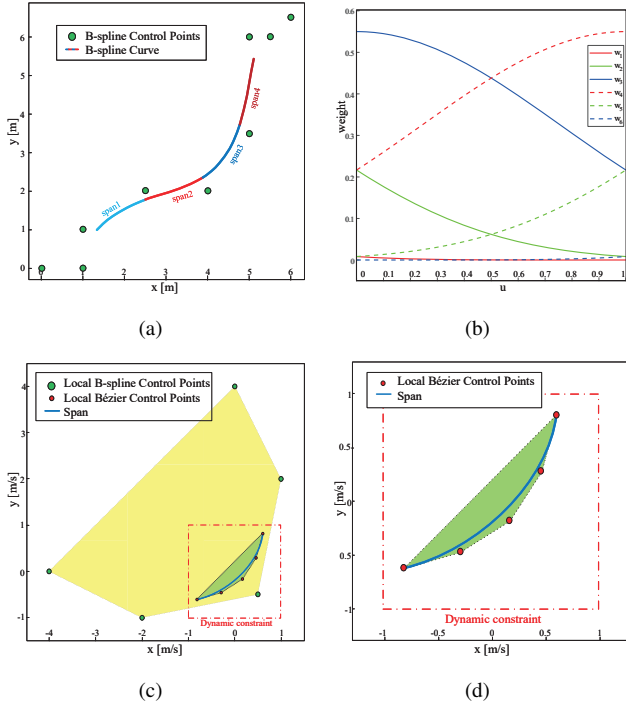 B-spline Control Points
B-spline Curve
y [m]
6
5
4
3
2
1
0
span1
span2
span3
span4
0
1
2
3
4
5
6
x [m]
(a)
weight
0.6
0.5
0.4
0.3
0.2
0.1
0
w1
w2
w3
w4
w5
w6
0
0.1
0.2
0.3
0.4
0.5
0.6
0.7
0.8
0.9
1
u
(b)
Local B-spline Control Points
Local Bézier Control Points
Span
y [m/s]
4
3
2
1
0
-1
Dynamic constraint
-4
-3
-2
-1
0
1
x [m/s]
(c)
Local Bézier Control Points
Span
y [m/s]
1
0.5
0
0.5
-1
Dynamic constraint
-1
0.5
0
0.5
1
x [m/s]
(d)